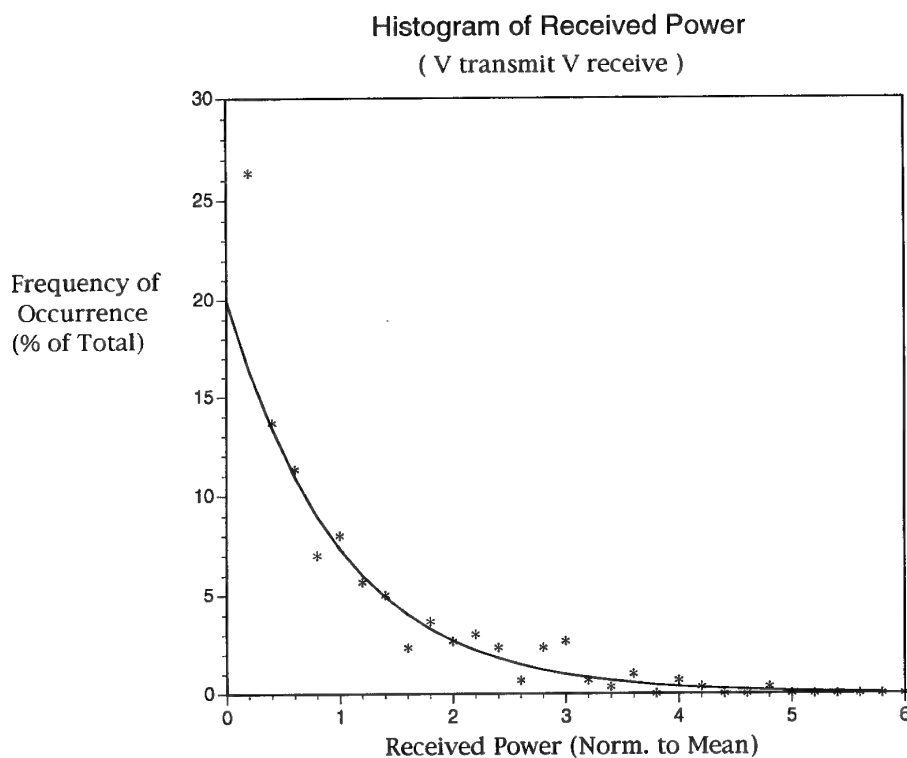 Histogram of Received Power
( V transmit V receive )
30
25
20
15
10
5
0
Frequency of
Occurrence
(% of Total)
0 1 2 3 4 5 6
Received Power (Norm. to Mean)